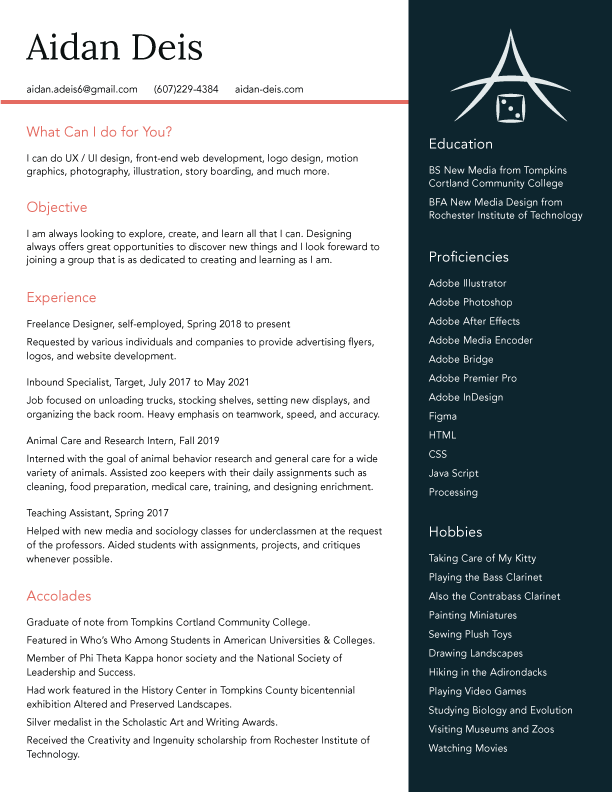 Aidan Deis
aidan.adeis6@gmail.com (607)229-4384 aidan-deis.com
What Can I do for You?
I can do UX / UI design, front-end web development, logo design, motion
graphics, photography, illustration, story boarding, and much more.
Objective
I am always looking to explore, create, and learn all that I can. Designing
always offers great opportunities to discover new things and I look foreward to
joining a group that is as dedicated to creating and learning as I am.
Experience
Freelance Designer, self-employed, Spring 2018 to present
Requested by various individuals and companies to provide advertising flyers,
logos, and website development.
Inbound Specialist, Target, July 2017 to May 2021
Job focused on unloading trucks, stocking shelves, setting new displays, and
organizing the back room. Heavy emphasis on teamwork, speed, and accuracy.
Animal Care and Research Intern, Fall 2019
Interned with the goal of animal behavior research and general care for a wide
variety of animals. Assisted zoo keepers with their daily assignments such as
cleaning, food preparation, medical care, training, and designing enrichment.
Teaching Assistant, Spring 2017
Helped with new media and sociology classes for underclassmen at the request
of the professors. Aided students with assignments, projects, and critiques
whenever possible.
Accolades
Graduate of note from Tompkins Cortland Community College.
Featured in Who's Who Among Students in American Universities & Colleges.
Member of Phi Theta Kappa honor society and the National Society of
Leadership and Success.
Had work featured in the History Center in Tompkins County bicentennial
exhibition Altered and Preserved Landscapes.
Silver medalist in the Scholastic Art and Writing Awards.
Received the Creativity and Ingenuity scholarship from Rochester Institute of
Technology.
Education
BS New Media from Tompkins
Cortland Community College
BFA New Media Design from
Rochester Institute of Technology
Proficiencies
Adobe Illustrator
Adobe Photoshop
Adobe After Effects
Adobe Media Encoder
Adobe Bridge
Adobe Premier Pro
Adobe InDesign
Figma
HTML
CSS
Java Script
Processing
Hobbies
Taking Care of My Kitty
Playing the Bass Clarinet
Also the Contrabass Clarinet
Painting Miniatures
Sewing Plush Toys
Drawing Landscapes
Hiking in the Adirondacks
Playing Video Games
Studying Biology and Evolution
Visiting Museums and Zoos
Watching Movies